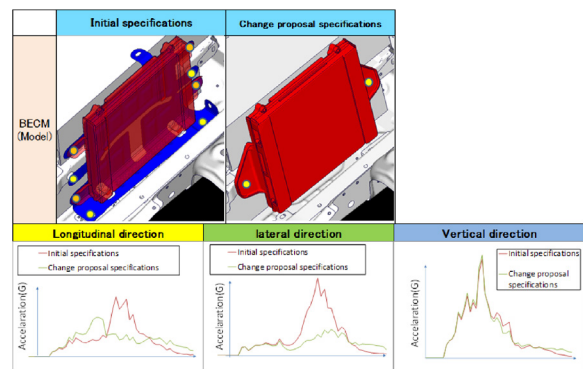 Initial specifications
Change proposal specifications
BECM
(Model)
Longitudinal direction
lateral direction
Vertical direction
Initial specifications
Change proposal specifications
Accelaration(G)
Initial specifications
Change proposal specifications
Accelaration(G)
Initial specifications
Change proposal
specifications
Accelaration(G)